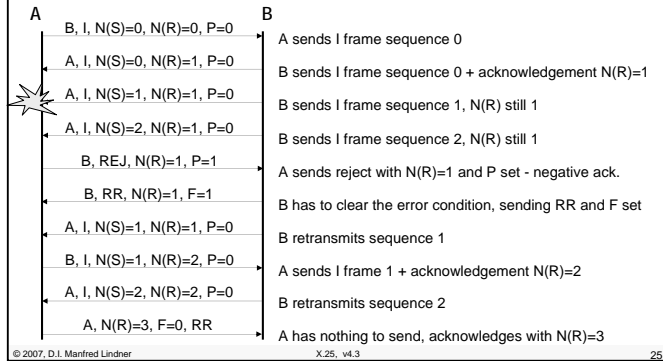 A B
B, I, N(S)=0, N(R)=0, P=0
A sends I frame sequence 0
A, I, N(S)=0, N(R)=1, P=0
B sends I frame sequence 0 + acknowledgement N(R)=1
A, I, N(S)=1, N(R)=1, P=0
B sends I frame sequence 1, N(R) still 1
A, I, N(S)=2, N(R)=1, P=0
B sends I frame sequence 2, N(R) still 1
B, REJ, N(R)=1, P=1
A sends reject with N(R)=1 and P set - negative ack.
B, RR, N(R)=1, F=1
B has to clear the error condition, sending RR and F set
A, I, N(S)=1, N(R)=1, P=0
B retransmits sequence 1
B, I, N(S)=1, N(R)=2, P=0
A sends I frame 1 + acknowledgement N(R)=2
A, I, N(S)=2, N(R)=2, P=0
B retransmits sequence 2
A, N(R)=3, F=0, RR
A has nothing to send, acknowledges with N(R)=3
© 2007, D.I. Manfred Lindner X.25, v4.3 25